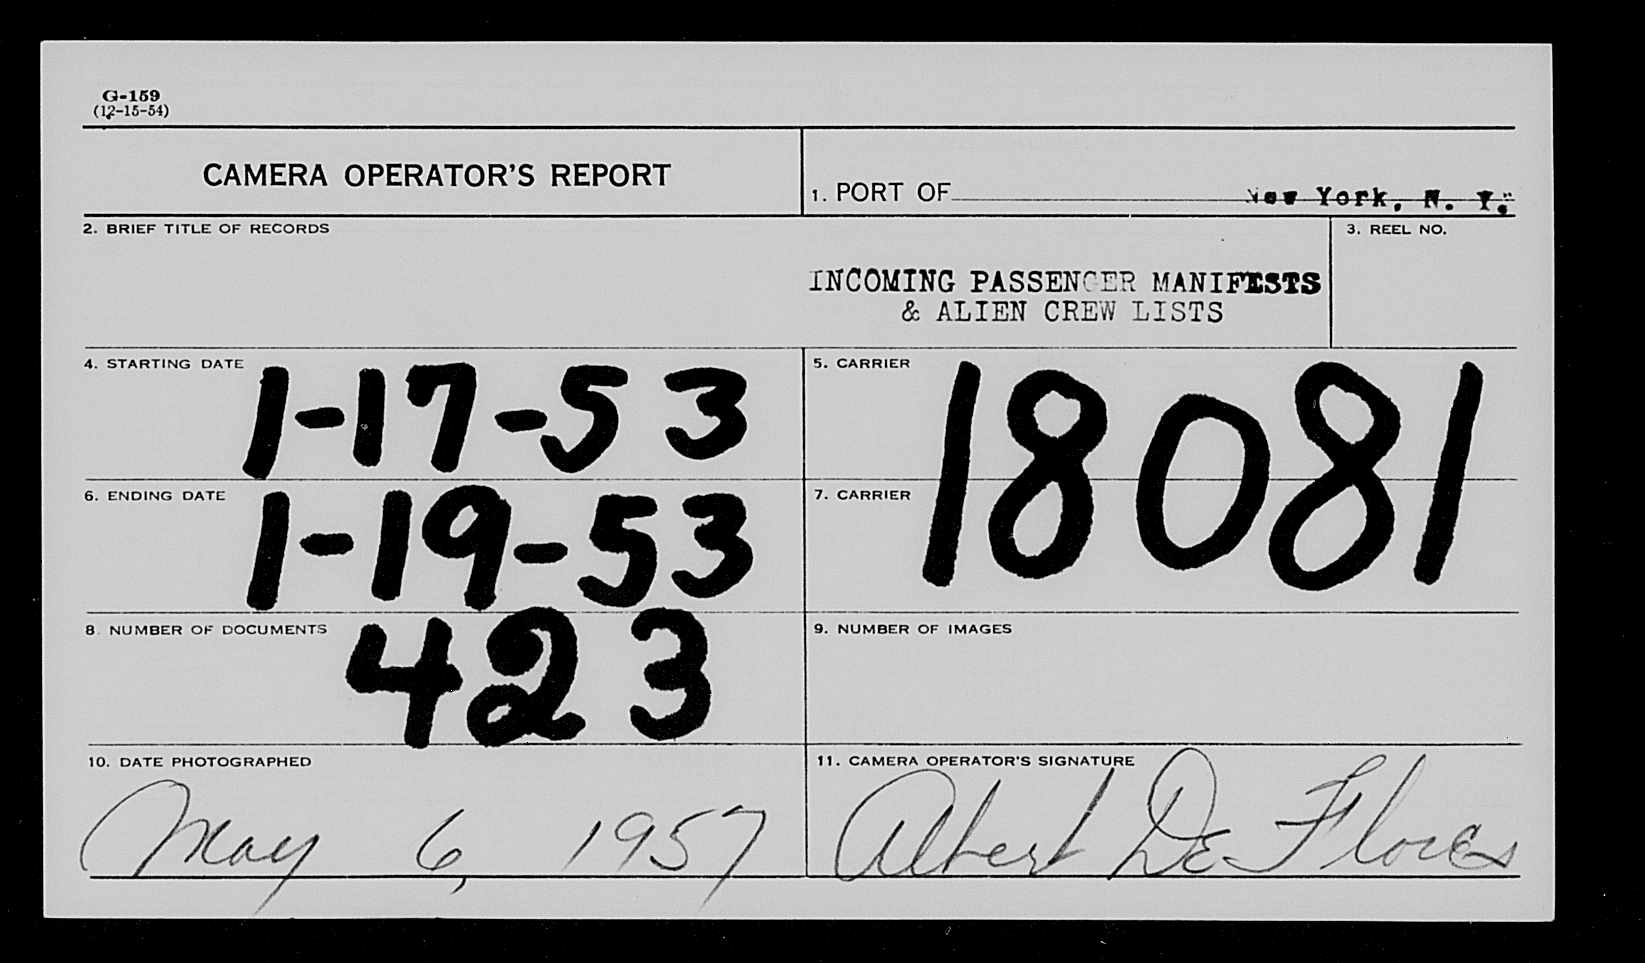 G-159
(12-15-54)
CAMERA OPERATOR'S REPORT
1. PORT OF New York, N. Y.
2. BRIEF TITLE OF RECORDS
3. REEL NO.
INCOMING PASSENGER MANIFESTS
& ALIEN CREW LISTS
4. STARTING DATE
1-17-53
5. CARRIER
18081
6. ENDING DATE
1-19-53
7. CARRIER
8. NUMBER OF DOCUMENTS
423
9. NUMBER OF IMAGES
10. DATE PHOTOGRAPHED
May 6, 1957
11. CAMERA OPERATOR'S SIGNATURE
Albert De Flores